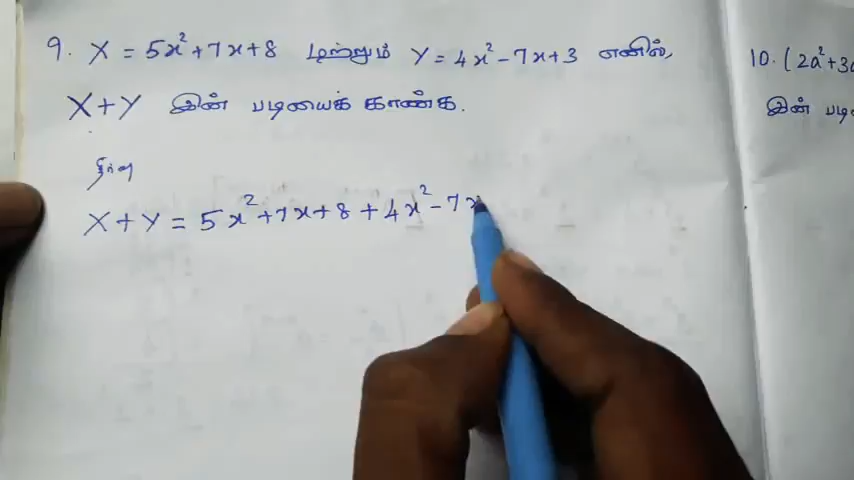 9. X = 5x² + 7x + 8 மற்றும் Y = 4x² - 7x + 3 எனில்,
X + Y இன் படியைக் காண்க.
தீர்வு
X + Y = 5x² + 7x + 8 + 4x² - 7x
10. (2a² + 3
இன் படி